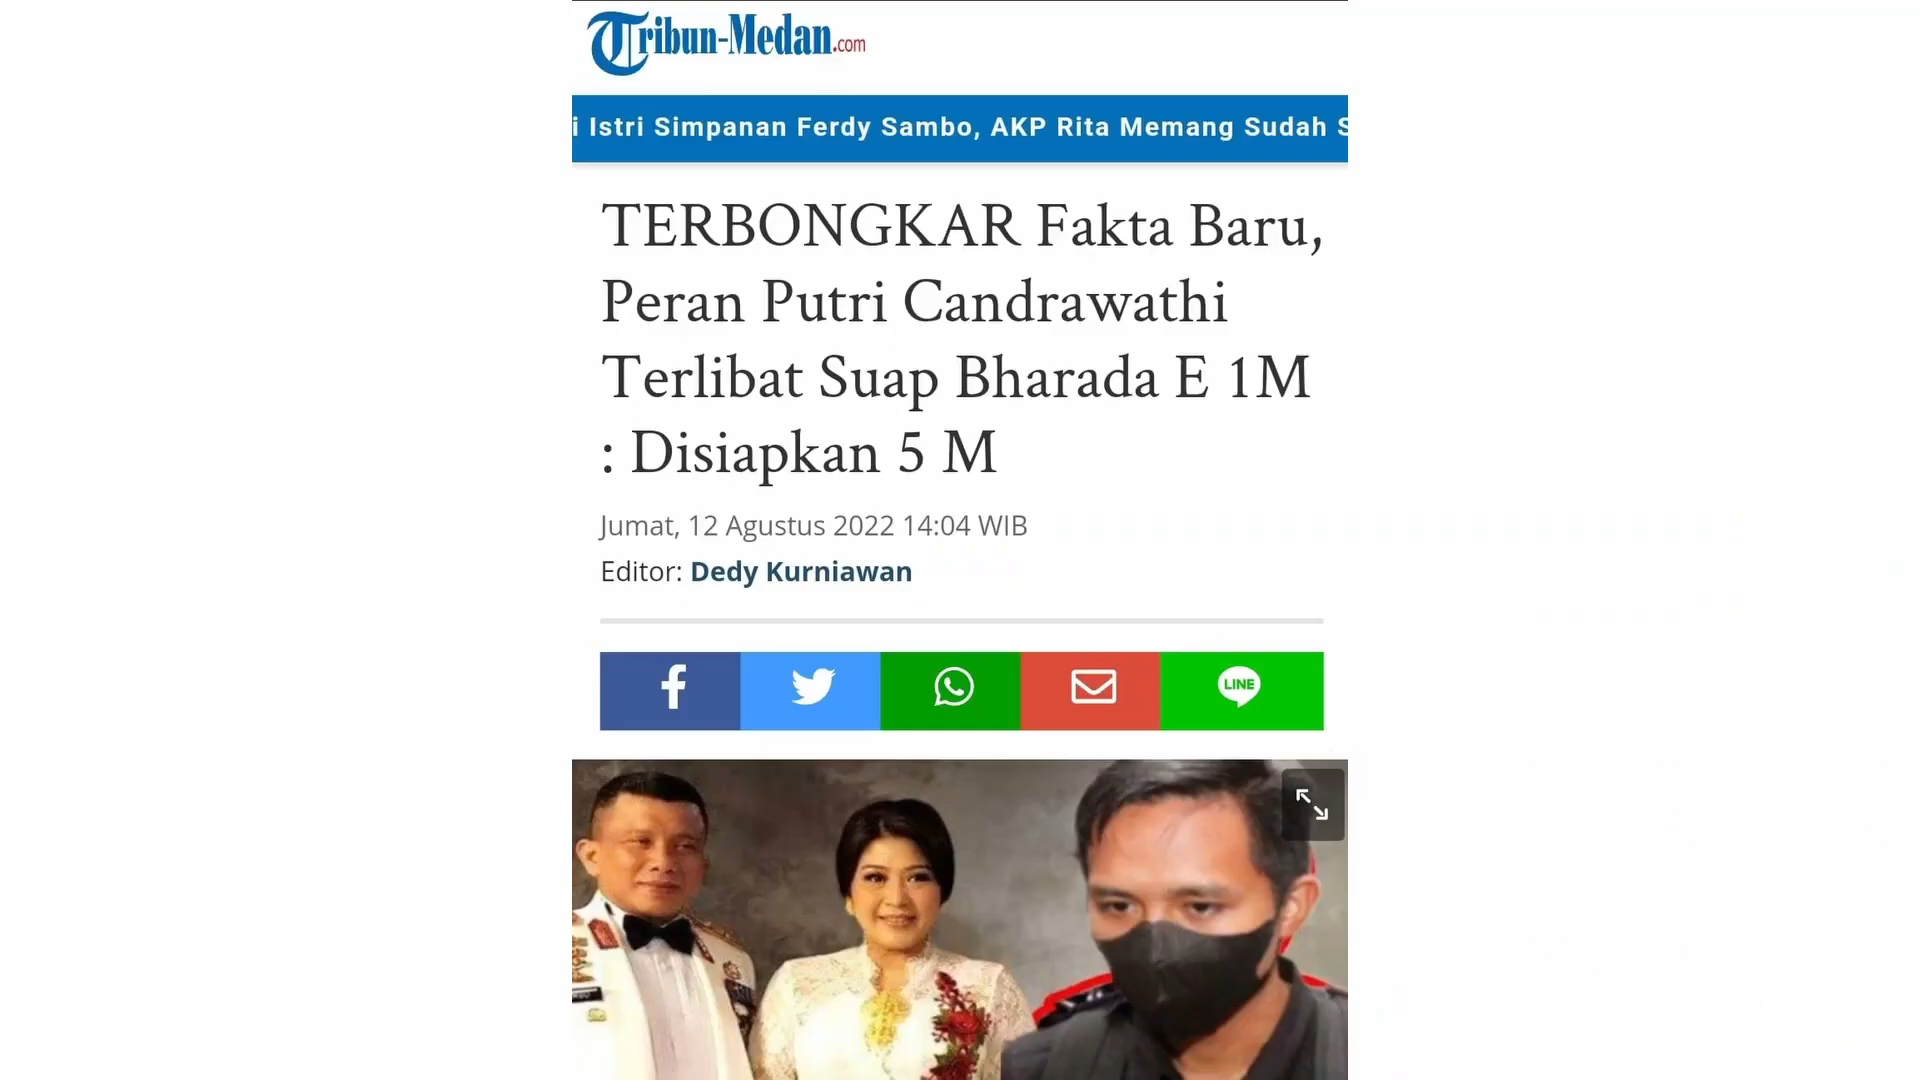 Tribun-Medan.com
i Istri Simpanan Ferdy Sambo, AKP Rita Memang Sudah S
TERBONGKAR Fakta Baru,
Peran Putri Candrawathi
Terlibat Suap Bharada E 1M
: Disiapkan 5 M
Jumat, 12 Agustus 2022 14:04 WIB
Editor: Dedy Kurniawan
LINE